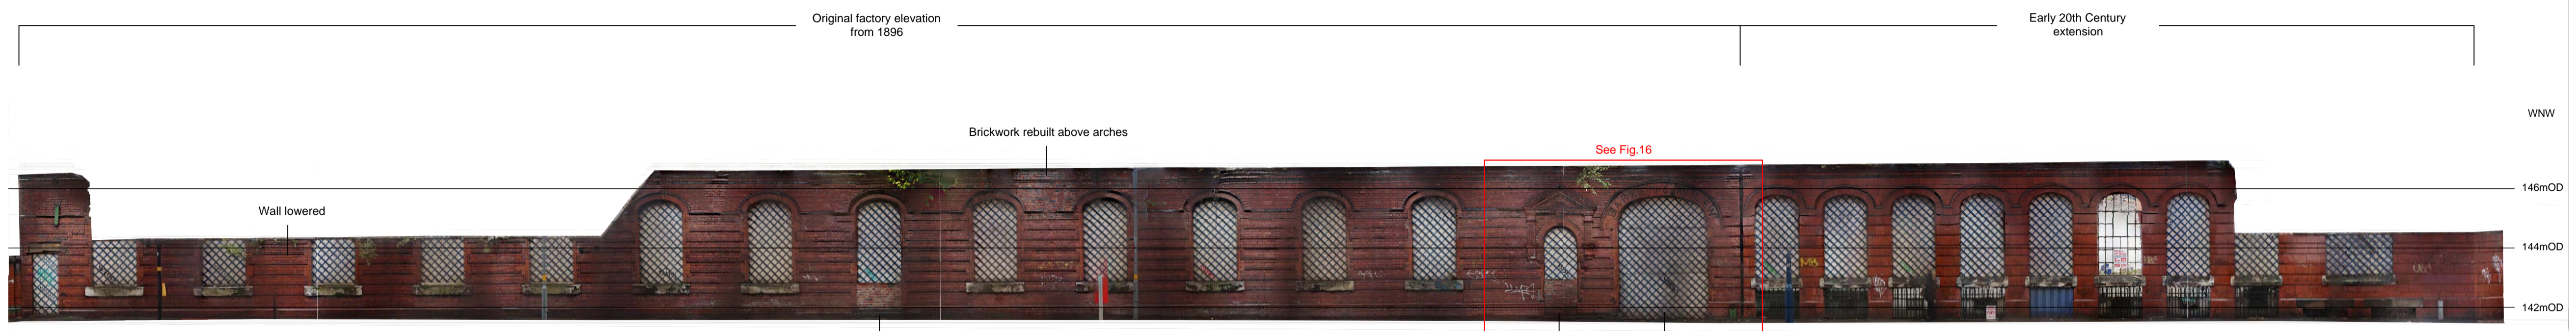 Original factory elevation
from 1896
Early 20th Century
extension
WNW
Brickwork rebuilt above arches
See Fig.16
146mOD
Wall lowered
144mOD
142mOD